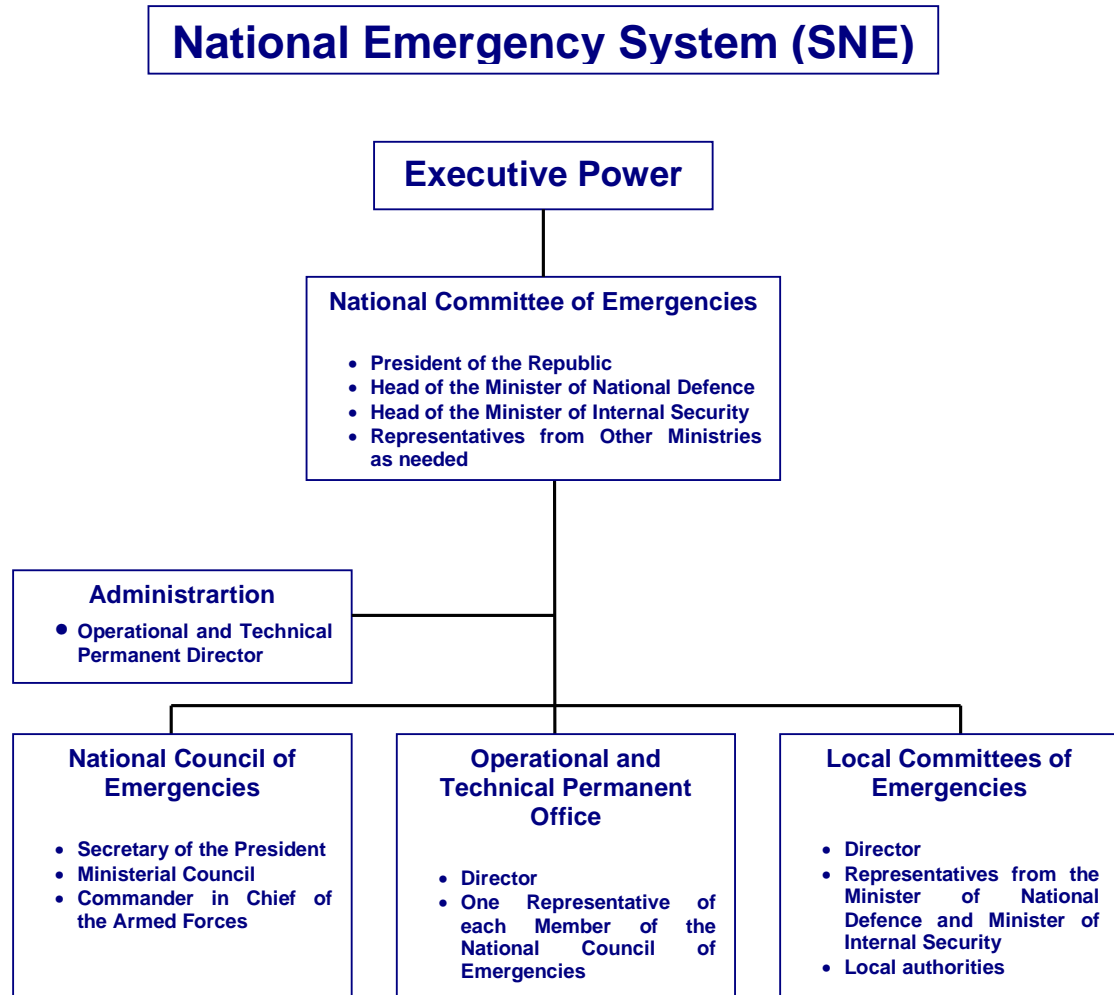 National Emergency System (SNE)
Executive Power
National Committee of Emergencies
• President of the Republic
• Head of the Minister of National Defence
• Head of the Minister of Internal Security
• Representatives from Other Ministries
as needed
Administrartion
• Operational and Technical
Permanent Director
National Council of
Emergencies
• Secretary of the President
• Ministerial Council
• Commander in Chief of
the Armed Forces
Operational and
Technical Permanent
Office
• Director
• One Representative of
each Member of the
National Council of
Emergencies
Local Committees of
Emergencies
• Director
• Representatives from the
Minister of National
Defence and Minister of
Internal Security
• Local authorities